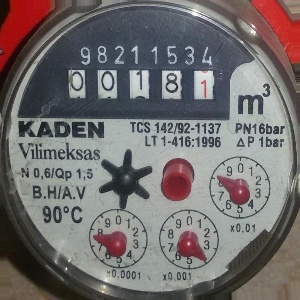 98211534
00181
m³
KADEN
TCS 142/92-1137
PN16bar
Vilimeksas
LT 1-416:1996
ΔP 1bar
N 0,6/Qp 1,5
B.H/A.V
90°C
x0.01
x0.0001
x0.001